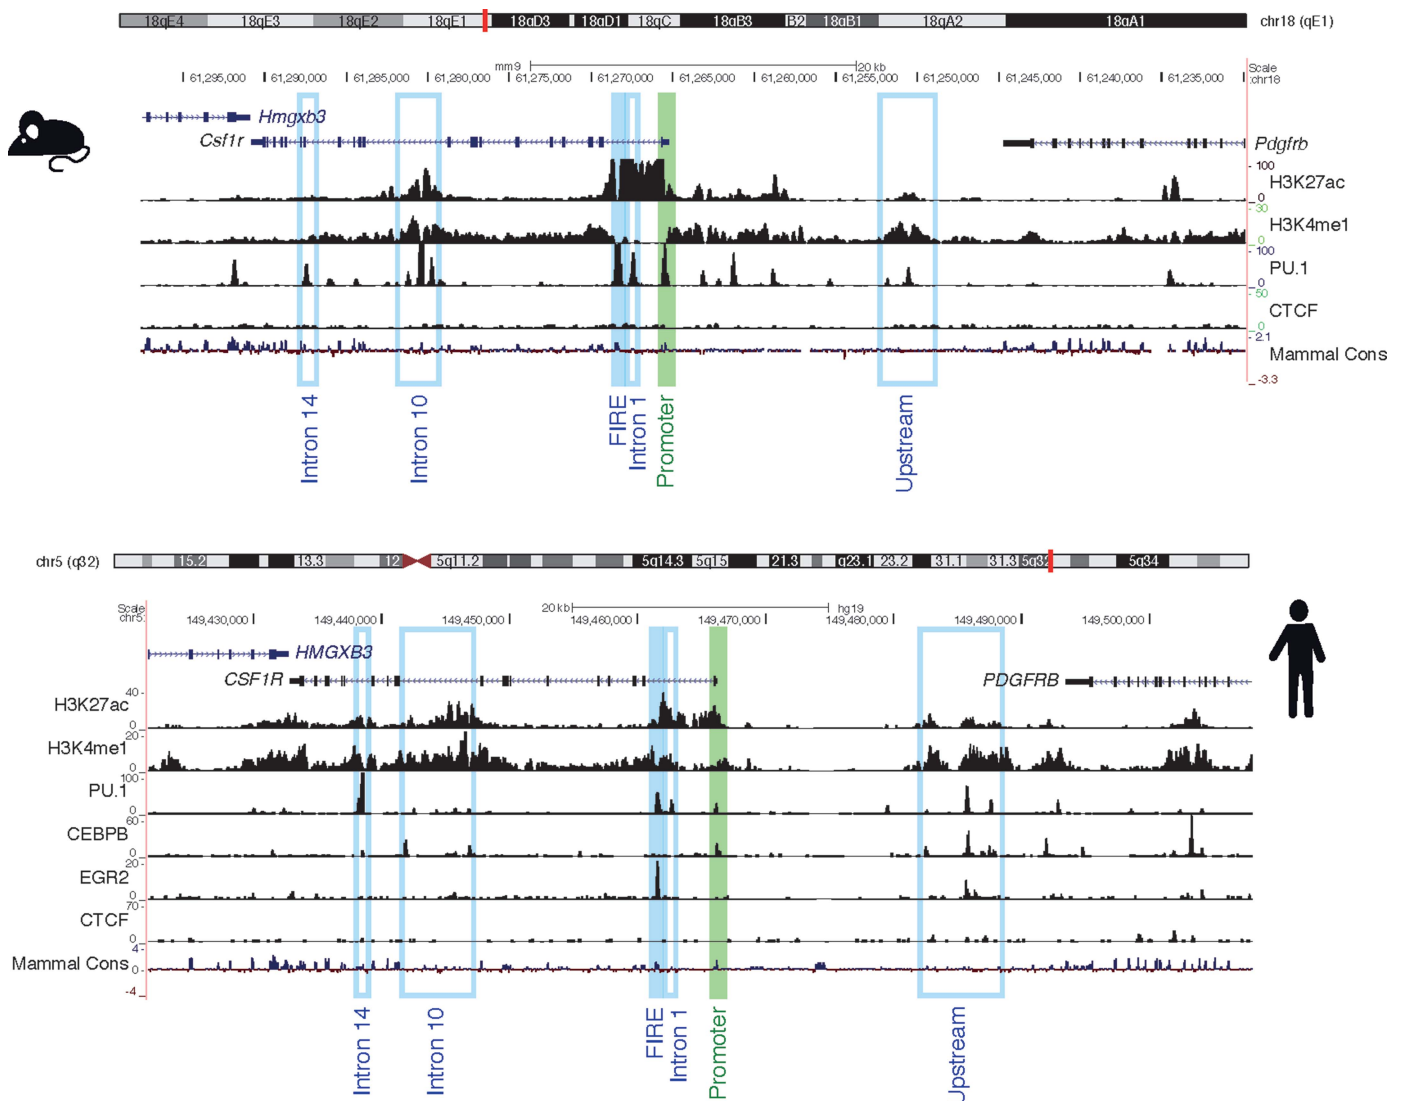 18qE4 18qE3 18qE2 18qE1 18qD3 18qD1 18qC 18qB3 B2 18qB1 18qA2 18qA1 chr18 (qE1)
mm9 20 kb Scale
61,295,000 61,290,000 61,285,000 61,280,000 61,275,000 61,270,000 61,265,000 61,260,000 61,255,000 61,250,000 61,245,000 61,240,000 61,235,000 chr18
Hmgxb3
Csf1r Pdgfrb
100
H3K27ac
0
30
H3K4me1
0
100
PU.1
0
50
CTCF
0
2.1
Mammal Cons
-3.3
Intron 14
Intron 10
FIRE
Intron 1
Promoter
Upstream
chr5 (q32) 15.2 13.3 12 5q11.2 5q14.3 5q15 21.3 q23.1 23.2 31.1 31.3 5q32 5q34
Scale 20 kb hg19
chr5: 149,430,000 149,440,000 149,450,000 149,460,000 149,470,000 149,480,000 149,490,000 149,500,000
HMGXB3
CSF1R PDGFRB
40
H3K27ac
0
20
H3K4me1
0
100
PU.1
0
60
CEBPB
0
20
EGR2
0
70
CTCF
0
4
Mammal Cons 0
-4
Intron 14
Intron 10
FIRE
Intron 1
Promoter
Upstream